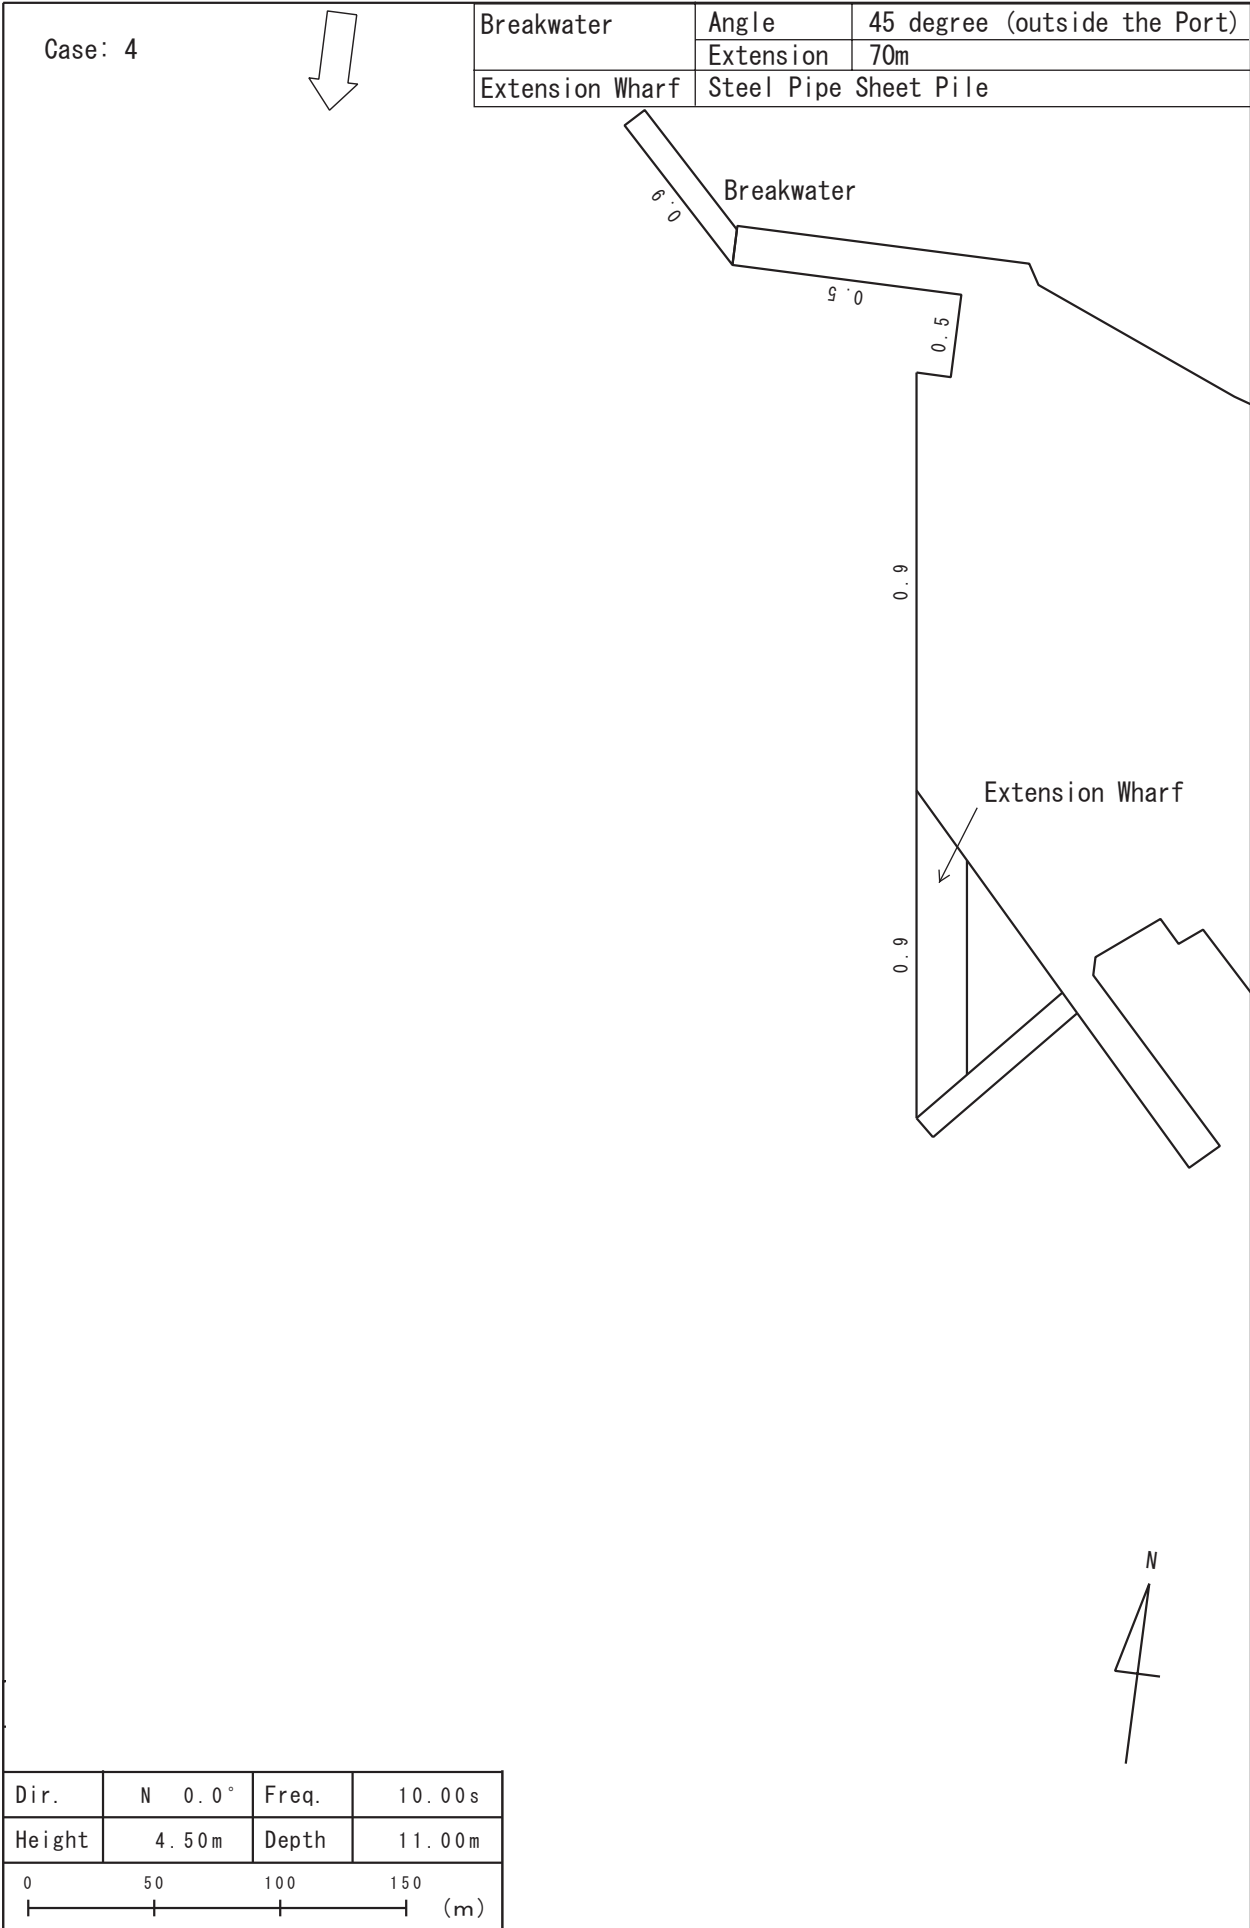 Case: 4
Breakwater Angle 45 degree (outside the Port)
Extension 70m
Extension Wharf Steel Pipe Sheet Pile
Breakwater
0.9
0.5
0.5
0.9
Extension Wharf
0.9
N
Dir. N 0.0° Freq. 10.00s
Height 4.50m Depth 11.00m
0 50 100 150
(m)